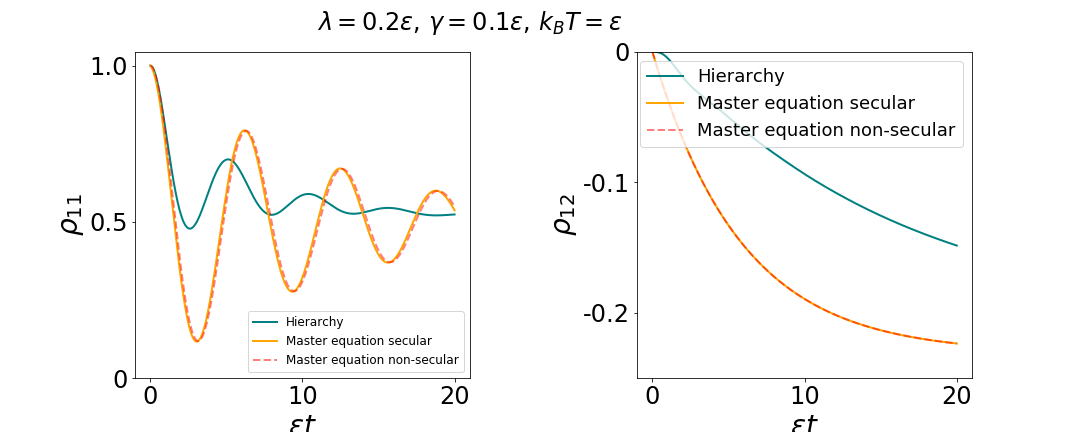 λ = 0.2ε, γ = 0.1ε, k_BT = ε
ρ₁₁
1.0
0.5
0
0 10 20
εt
Hierarchy
Master equation secular
Master equation non-secular
ρ₁₂
0
-0.1
-0.2
0 10 20
εt
Hierarchy
Master equation secular
Master equation non-secular